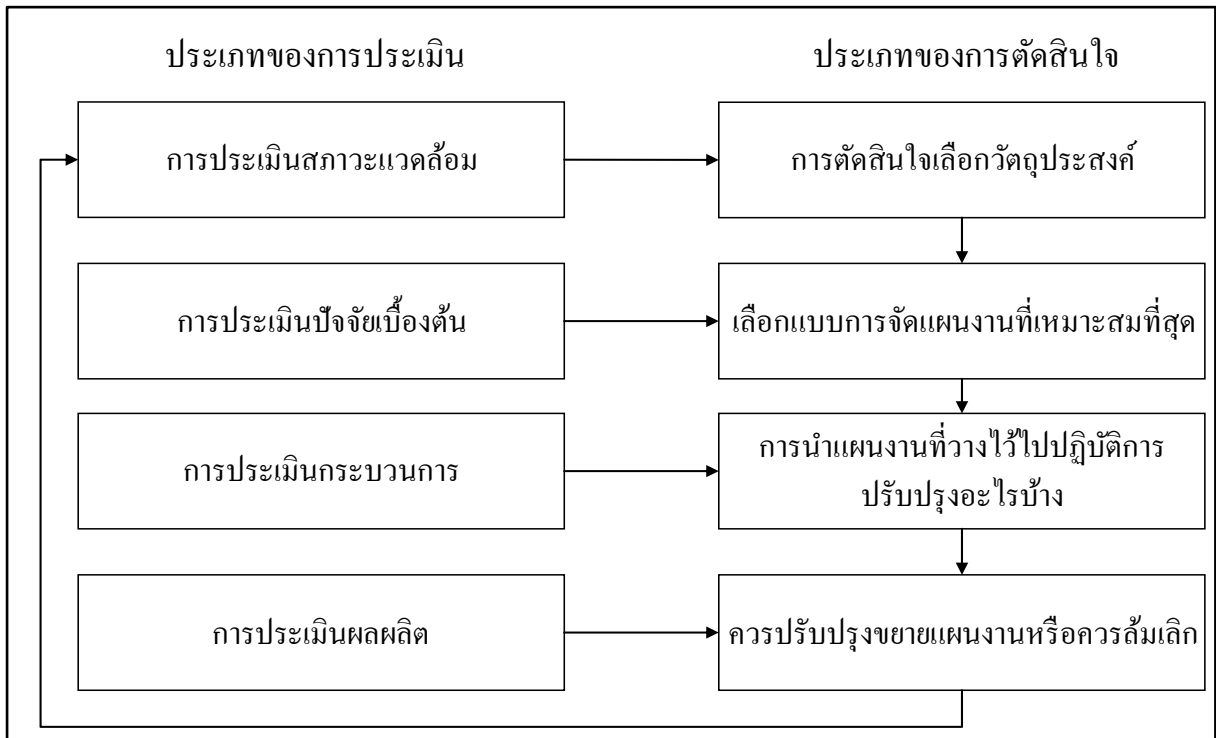 ประเภทของการประเมิน
ประเภทของการตัดสินใจ
การประเมินสภาวะแวดล้อม
การตัดสินใจเลือกวัตถุประสงค์
การประเมินปัจจัยเบื้องต้น
เลือกแบบการจัดแผนงานที่เหมาะสมที่สุด
การประเมินกระบวนการ
การนำแผนงานที่วางไว้ไปปฏิบัติการ
ปรับปรุงอะไรบ้าง
การประเมินผลผลิต
ควรปรับปรุงขยายแผนงานหรือควรล้มเลิก